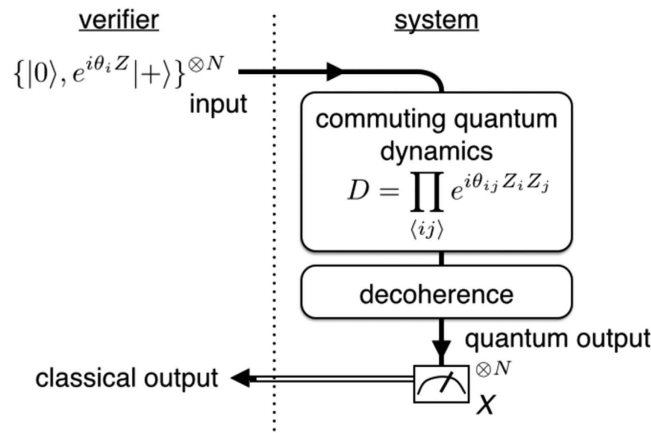 verifier
system
{|0⟩, e^{iθ_i Z}|+⟩}^{⊗N}
input
commuting quantum
dynamics
D = ∏_{⟨ij⟩} e^{iθ_{ij} Z_i Z_j}
decoherence
quantum output
classical output
⊗N
X